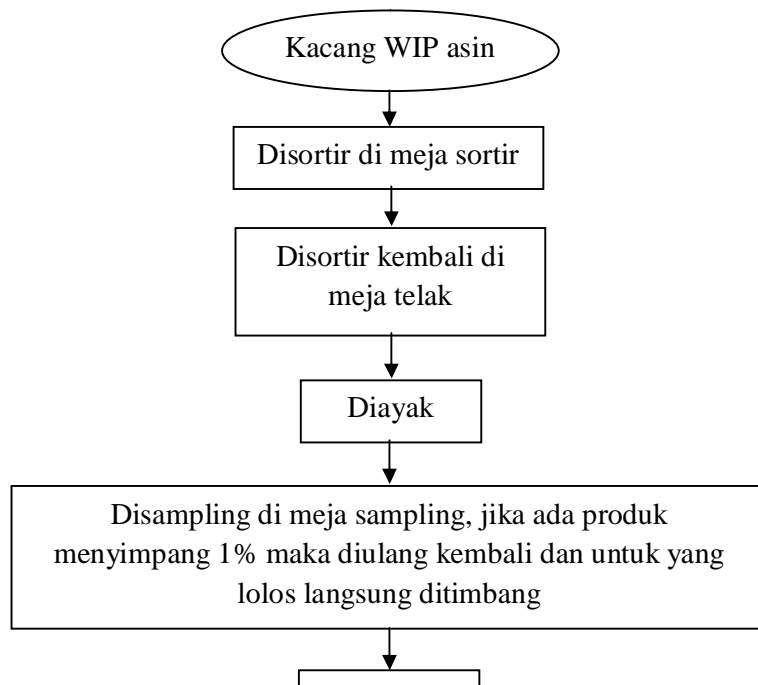 Kacang WIP asin
Disortir di meja sortir
Disortir kembali di
meja telak
Diayak
Disampling di meja sampling, jika ada produk
menyimpang 1% maka diulang kembali dan untuk yang
lolos langsung ditimbang